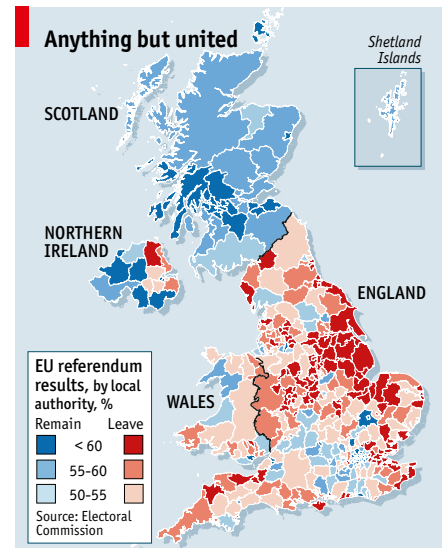 Anything but united
Shetland
Islands
SCOTLAND
NORTHERN
IRELAND
ENGLAND
WALES
EU referendum
results, by local
authority, %
Remain Leave
< 60
55-60
50-55
Source: Electoral
Commission